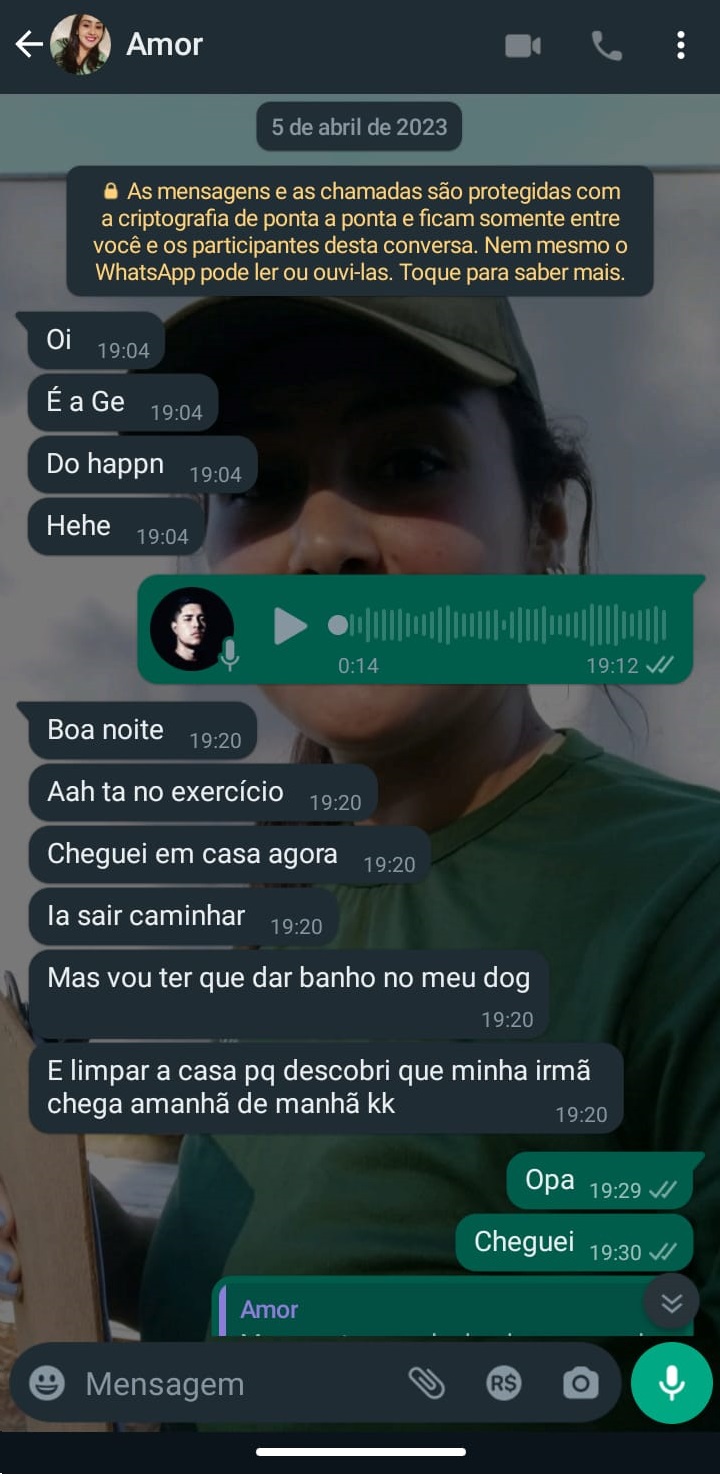 Amor
5 de abril de 2023
As mensagens e as chamadas são protegidas com
a criptografia de ponta a ponta e ficam somente entre
você e os participantes desta conversa. Nem mesmo o
WhatsApp pode ler ou ouvi-las. Toque para saber mais.
Oi 19:04
É a Ge 19:04
Do happn 19:04
Hehe 19:04
0:14 19:12
Boa noite 19:20
Aah ta no exercício 19:20
Cheguei em casa agora 19:20
Ia sair caminhar 19:20
Mas vou ter que dar banho no meu dog
19:20
E limpar a casa pq descobri que minha irmã
chega amanhã de manhã kk 19:20
Opa 19:29
Cheguei 19:30
Amor
Mensagem R$